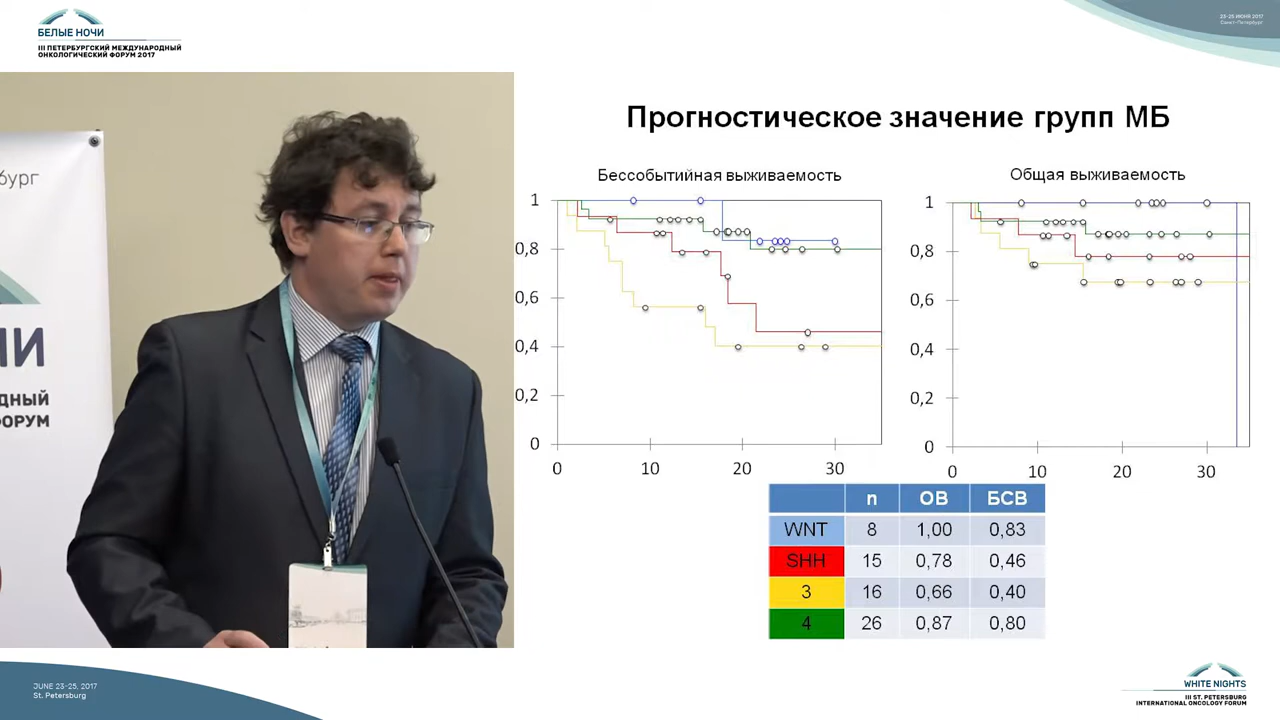 БЕЛЫЕ НОЧИ
III ПЕТЕРБУРГСКИЙ МЕЖДУНАРОДНЫЙ
ОНКОЛОГИЧЕСКИЙ ФОРУМ 2017
23-25 ИЮНЯ 2017
Санкт-Петербург
бург
ЧИ
ДНЫЙ
ФОРУМ
Прогностическое значение групп МБ
Бессобытийная выживаемость
1
0,8
0,6
0,4
0,2
0
0 10 20 30
Общая выживаемость
1
0,8
0,6
0,4
0,2
0
0 10 20 30
n ОВ БСВ
WNT 8 1,00 0,83
SHH 15 0,78 0,46
3 16 0,66 0,40
4 26 0,87 0,80
JUNE 23-25, 2017
St. Petersburg
WHITE NIGHTS
III ST. PETERSBURG
INTERNATIONAL ONCOLOGY FORUM